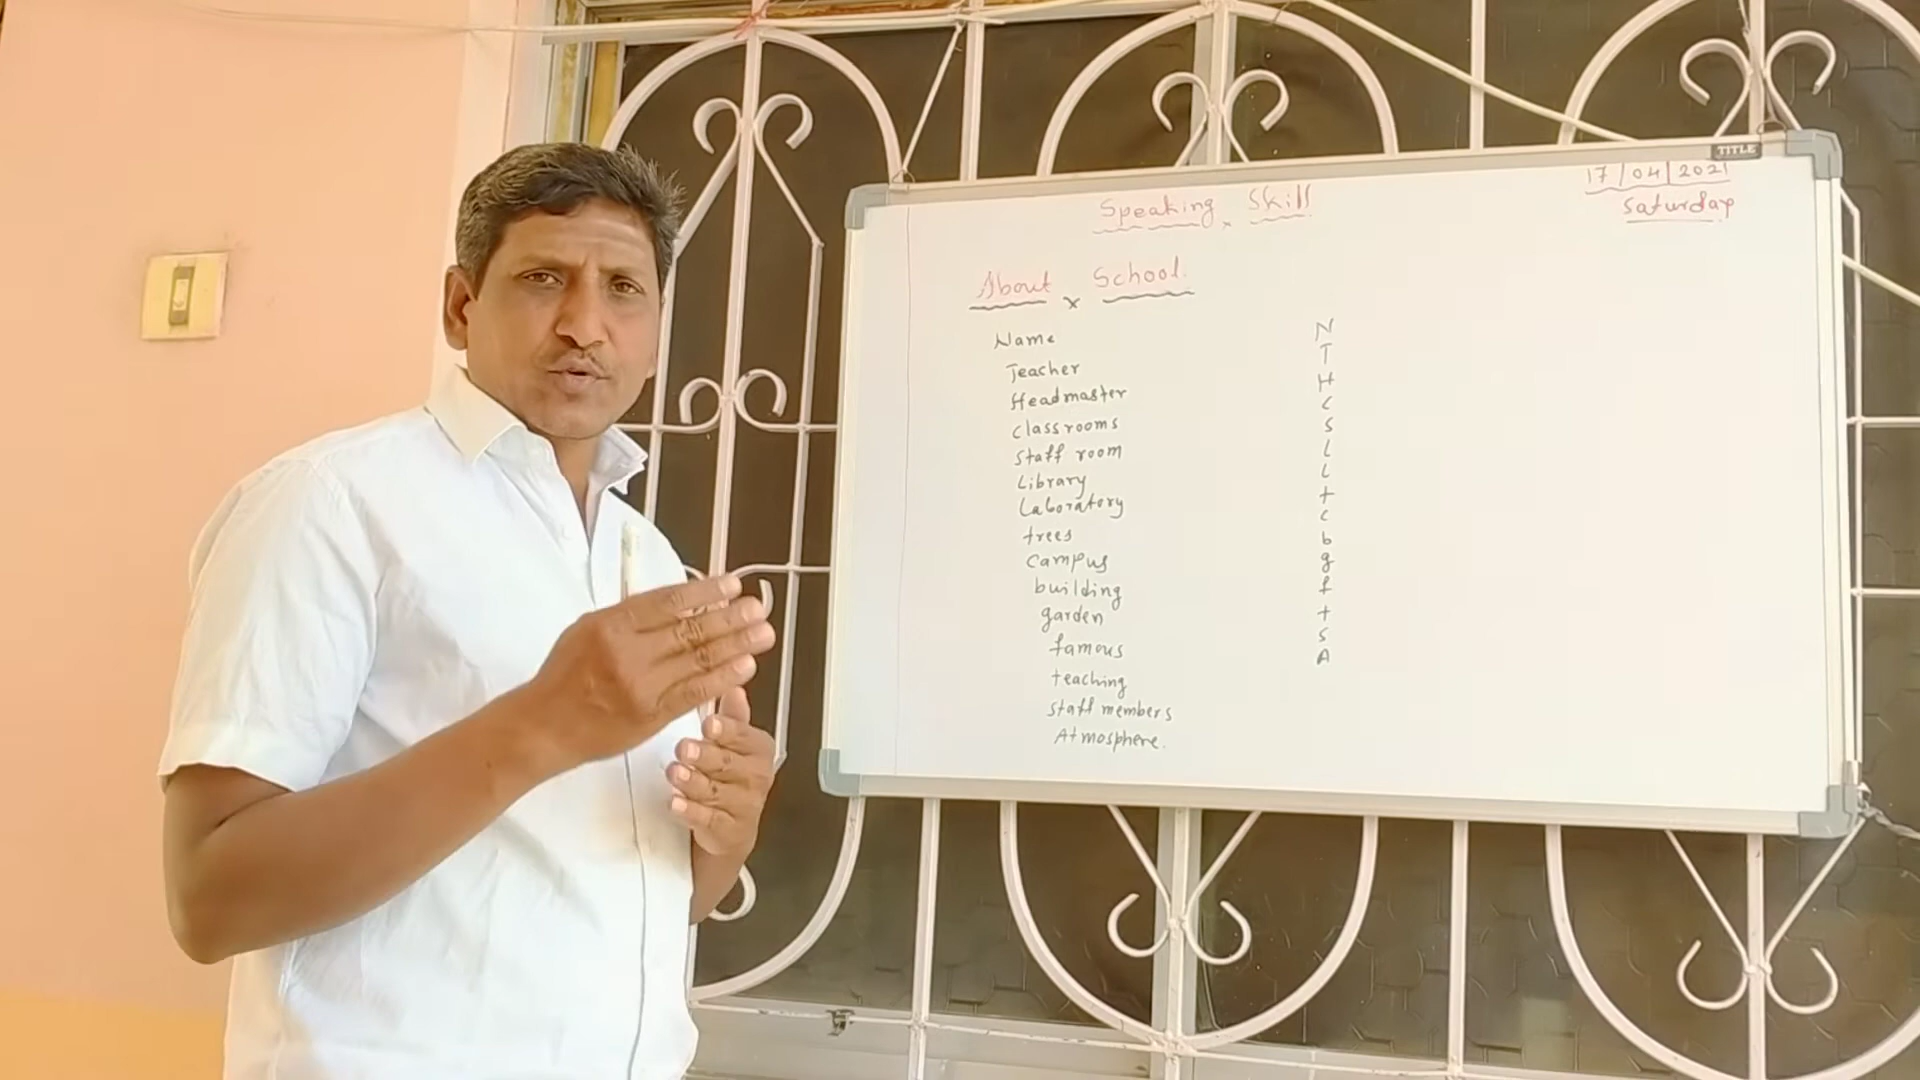 TITLE
17/04/2021
Speaking Skill
Saturday
About School.
Name N
Teacher T
Headmaster H
classrooms c
staff room s
Library L
Laboratory L
trees t
campus c
building b
garden g
famous f
teaching t
staff members s
Atmosphere. A